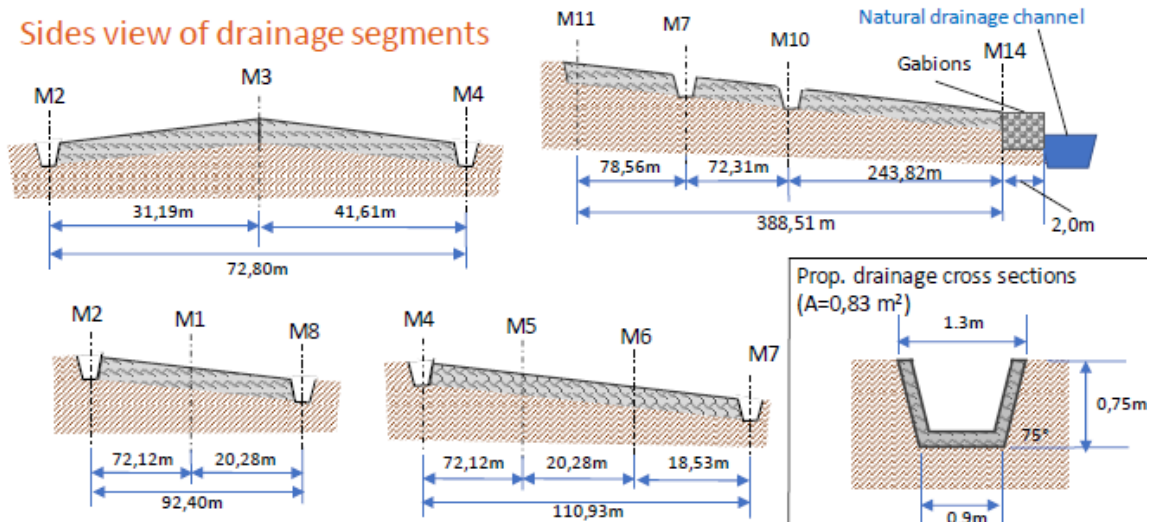 Sides view of drainage segments
M2
M3
M4
31,19m
41,61m
72,80m
M11
M7
M10
M14
Natural drainage channel
Gabions
78,56m
72,31m
243,82m
388,51 m
2,0m
M2
M1
M8
72,12m
20,28m
92,40m
M4
M5
M6
M7
72,12m
20,28m
18,53m
110,93m
Prop. drainage cross sections
(A=0,83 m²)
1.3m
0,75m
75°
0.9m